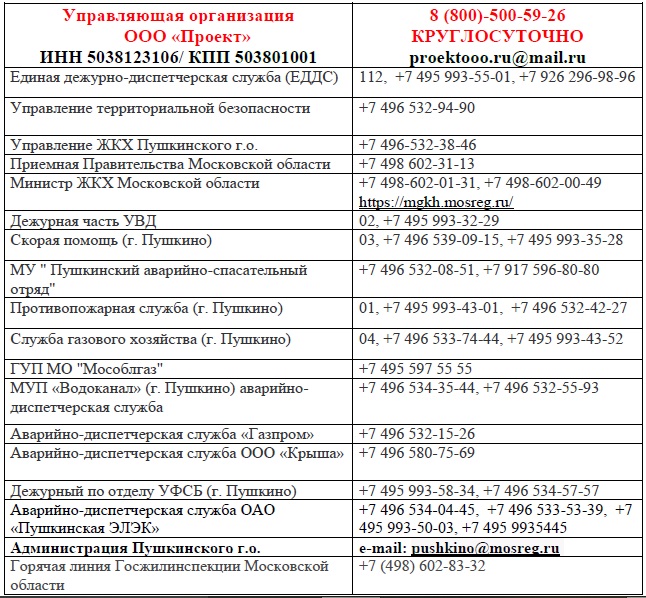 Управляющая организация
ООО «Проект»
ИНН 5038123106/ КПП 503801001
8 (800)-500-59-26
КРУГЛОСУТОЧНО
proektooo.ru@mail.ru
Единая дежурно-диспетчерская служба (ЕДДС)
112, +7 495 993-55-01, +7 926 296-98-96
Управление территориальной безопасности
+7 496 532-94-90
Управление ЖКХ Пушкинского г.о.
+7 496-532-38-46
Приемная Правительства Московской области
+7 498 602-31-13
Министр ЖКХ Московской области
+7 498-602-01-31, +7 498-602-00-49
https://mgkh.mosreg.ru/
Дежурная часть УВД
02, +7 495 993-32-29
Скорая помощь (г. Пушкино)
03, +7 496 539-09-15, +7 495 993-35-28
МУ " Пушкинский аварийно-спасательный
отряд"
+7 496 532-08-51, +7 917 596-80-80
Противопожарная служба (г. Пушкино)
01, +7 495 993-43-01, +7 496 532-42-27
Служба газового хозяйства (г. Пушкино)
04, +7 496 533-74-44, +7 495 993-43-52
ГУП МО "Мособлгаз"
+7 495 597 55 55
МУП «Водоканал» (г. Пушкино) аварийно-
диспетчерская служба
+7 496 534-35-44, +7 496 532-55-93
Аварийно-диспетчерская служба «Газпром»
+7 496 532-15-26
Аварийно-диспетчерская служба ООО «Крыша»
+7 496 580-75-69
Дежурный по отделу УФСБ (г. Пушкино)
+7 495 993-58-34, +7 496 534-57-57
Аварийно-диспетчерская служба ОАО
«Пушкинская ЭЛЭК»
+7 496 534-04-45, +7 496 533-53-39, +7
495 993-50-03, +7 495 9935445
Администрация Пушкинского г.о.
e-mail: pushkino@mosreg.ru
Горячая линия Госжилинспекции Московской
области
+7 (498) 602-83-32